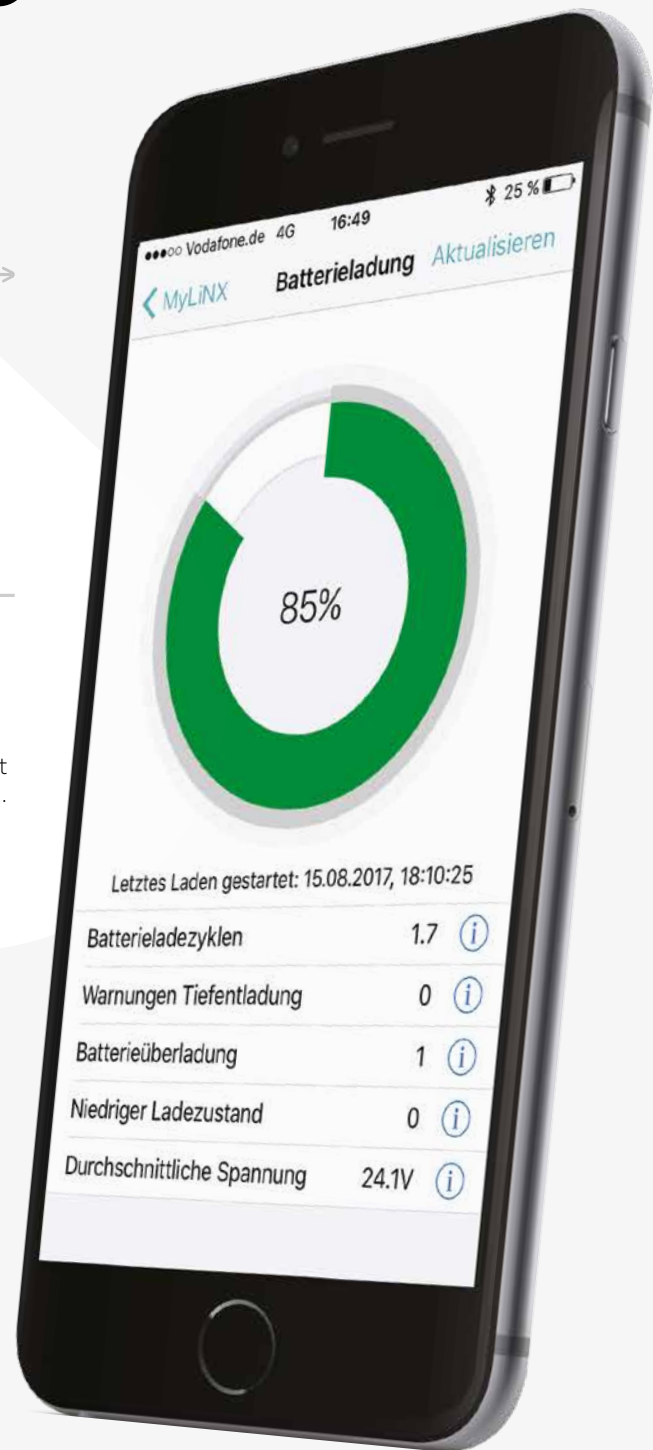 ●●●○○ Vodafone.de 4G 16:49 25 %
MyLiNX Batterieladung Aktualisieren
85%
Letztes Laden gestartet: 15.08.2017, 18:10:25
Batterieladezyklen 1.7 i
Warnungen Tiefentladung 0 i
Batterieüberladung 1 i
Niedriger Ladezustand 0 i
Durchschnittliche Spannung 24.1V i